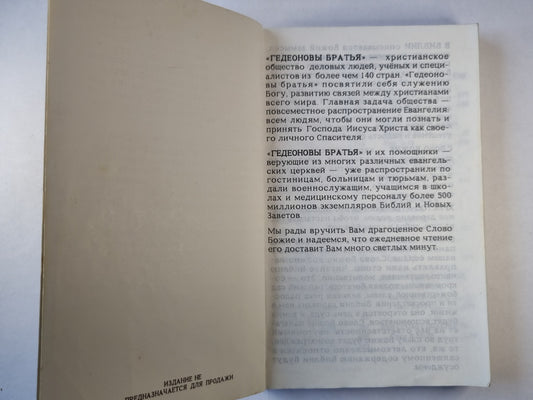 ИЗДАНИЕ НЕ
ПРЕДНАЗНАЧАЕТСЯ ДЛЯ ПРОДАЖИ
«ГЕДЕОНОВЫ БРАТЬЯ» — христианское
общество деловых людей, учёных и специ-
алистов из более чем 140 стран. «Гедеоно-
вы братья» посвятили себя служению
Богу, развитию связей между христианами
всего мира. Главная задача общества —
повсеместное распространение Евангелия
всем людям, чтобы они могли познать и
принять Господа Иисуса Христа как свое-
го личного Спасителя.
«ГЕДЕОНОВЫ БРАТЬЯ» и их помощники —
верующие из многих различных евангель-
ских церквей — уже распространили по
гостиницам, больницам и тюрьмам, раз-
дали военнослужащим, учащимся в шко-
лах и медицинскому персоналу более 500
миллионов экземпляров Библий и Новых
Заветов.
Мы рады вручить Вам драгоценное Слово
Божие и надеемся, что ежедневное чтение
его доставит Вам много светлых минут.